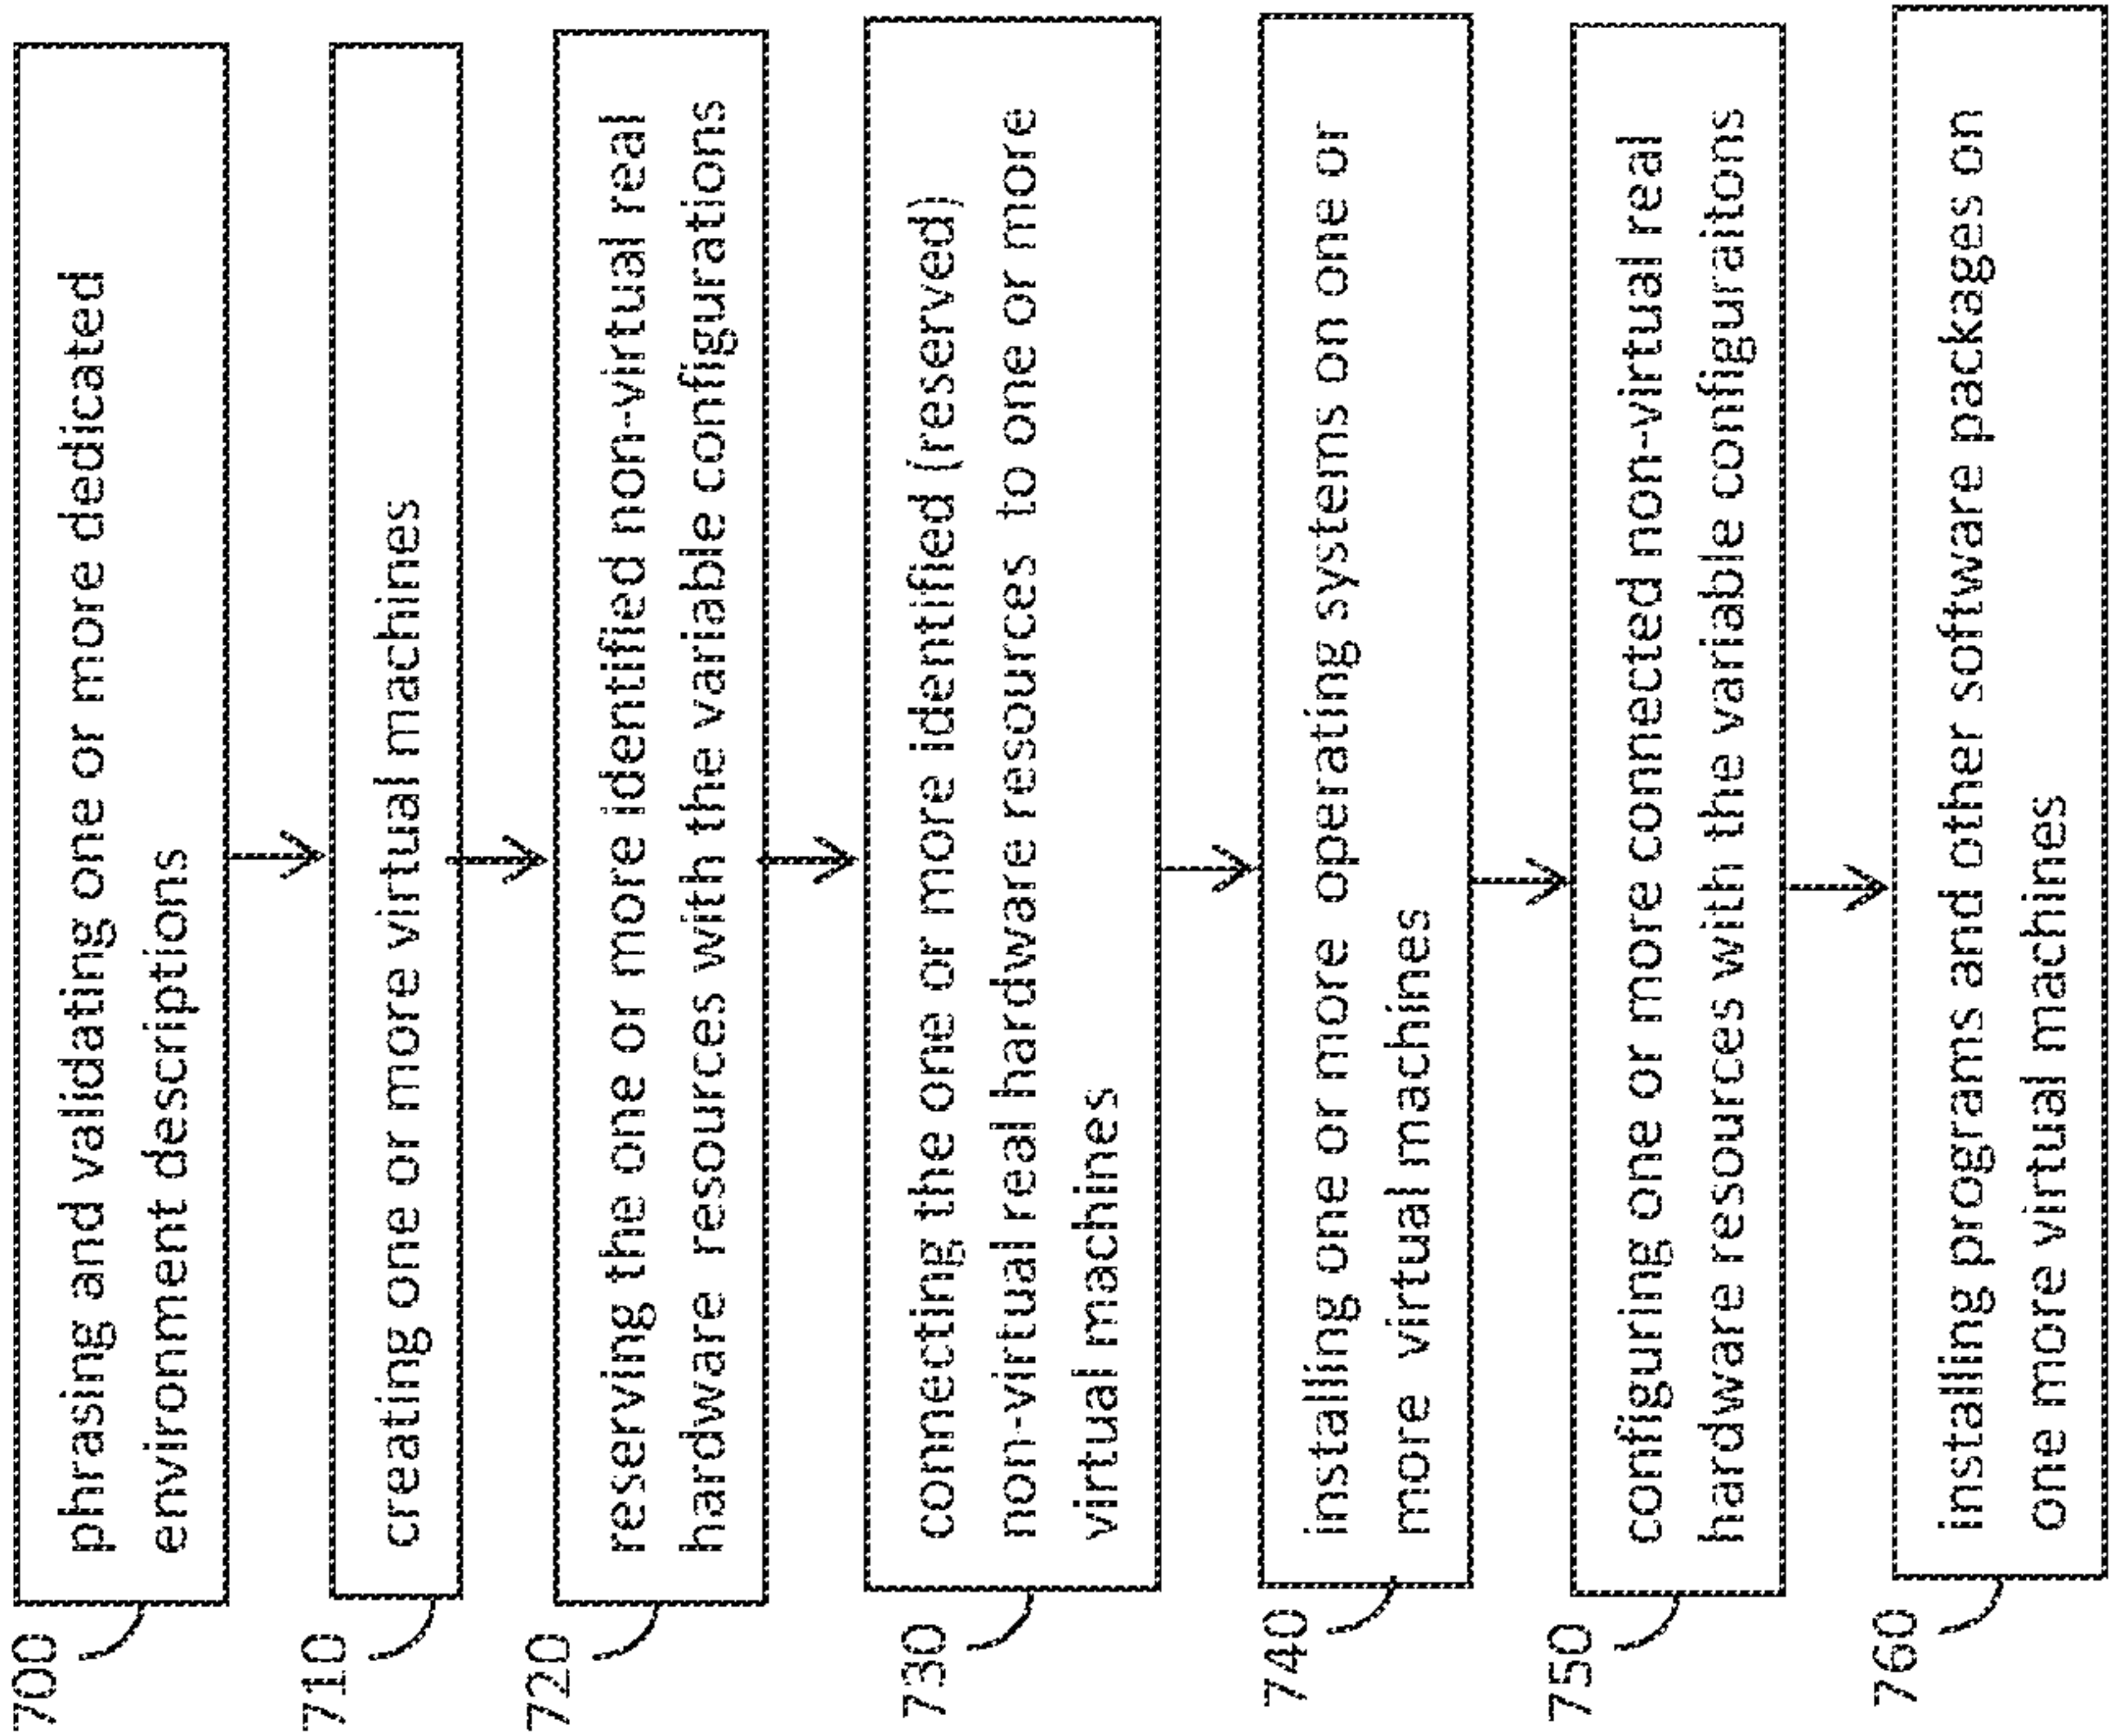 700
phrasing and validating one or more dedicated
environment descriptions
710
creating one or more virtual machines
720
reserving the one or more identified non-virtual real
hardware resources with the variable configurations
730
connecting the one or more identified (reserved)
non-virtual real hardware resources to one or more
virtual machines
740
installing one or more operating systems on one or
more virtual machines
750
configuring one or more connected non-virtual real
hardware resources with the variable configuraitons
760
installing programs and other software packages on
one more virtual machines